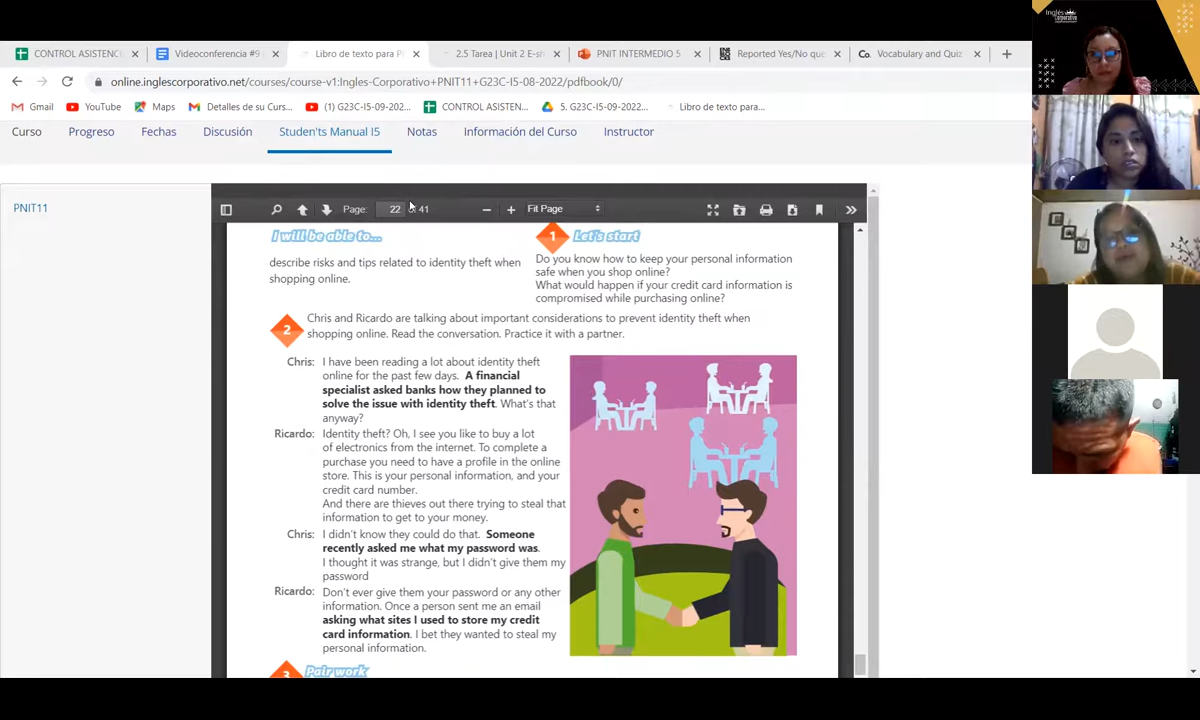 CONTROL ASISTENC
Videoconferencia #9
Libro de texto para P
2.5 Tarea | Unit 2 E-sh
PNIT INTERMEDIO 5
Reported Yes/No que
Co.
Vocabulary and Quiz
online.inglescorporativo.net/courses/course-v1:Ingles-Corporativo+PNIT11+G23C-I5-08-2022/pdfbook/0/
Gmail
YouTube
Maps
Detalles de su Curs...
(1) G23C-I5-09-202...
CONTROL ASISTEN...
5. G23C-I5-09-2022...
Libro de texto para...
Inglés
Corporativo
Curso
Progreso
Fechas
Discusión
Studen'ts Manual I5
Notas
Información del Curso
Instructor
PNIT11
Page: 22 of 41
Fit Page
I will be able to...
describe risks and tips related to identity theft when
shopping online.
1 Let's start
Do you know how to keep your personal information
safe when you shop online?
What would happen if your credit card information is
compromised while purchasing online?
2
Chris and Ricardo are talking about important considerations to prevent identity theft when
shopping online. Read the conversation. Practice it with a partner.
Chris: I have been reading a lot about identity theft
online for the past few days. A financial
specialist asked banks how they planned to
solve the issue with identity theft. What's that
anyway?
Ricardo: Identity theft? Oh, I see you like to buy a lot
of electronics from the internet. To complete a
purchase you need to have a profile in the online
store. This is your personal information, and your
credit card number.
And there are thieves out there trying to steal that
information to get to your money.
Chris: I didn't know they could do that. Someone
recently asked me what my password was.
I thought it was strange, but I didn't give them my
password
Ricardo: Don't ever give them your password or any other
information. Once a person sent me an email
asking what sites I used to store my credit
card information. I bet they wanted to steal my
personal information.
3 Pair work